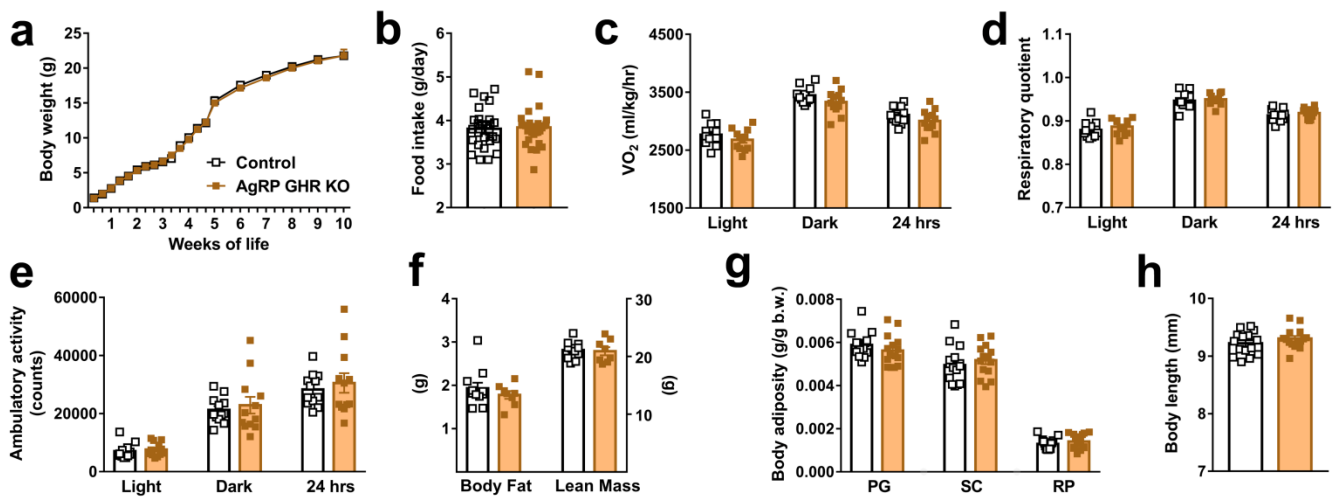 a
Body weight (g)
25
20
15
10
5
0
1 2 3 4 5 6 7 8 9 10
Weeks of life
Control
AgRP GHR KO
b
Food intake (g/day)
6
5
4
3
2
c
VO2 (ml/kg/hr)
4500
3500
2500
1500
Light Dark 24 hrs
d
Respiratory quotient
1.1
1.0
0.9
0.8
0.7
Light Dark 24 hrs
e
Ambulatory activity
(counts)
60000
40000
20000
0
Light Dark 24 hrs
f
(g)
4
3
2
1
30
20
10
(g)
Body Fat Lean Mass
g
Body adiposity (g/g b.w.)
0.008
0.006
0.004
0.002
0.000
PG SC RP
h
Body length (mm)
10
9
8
7